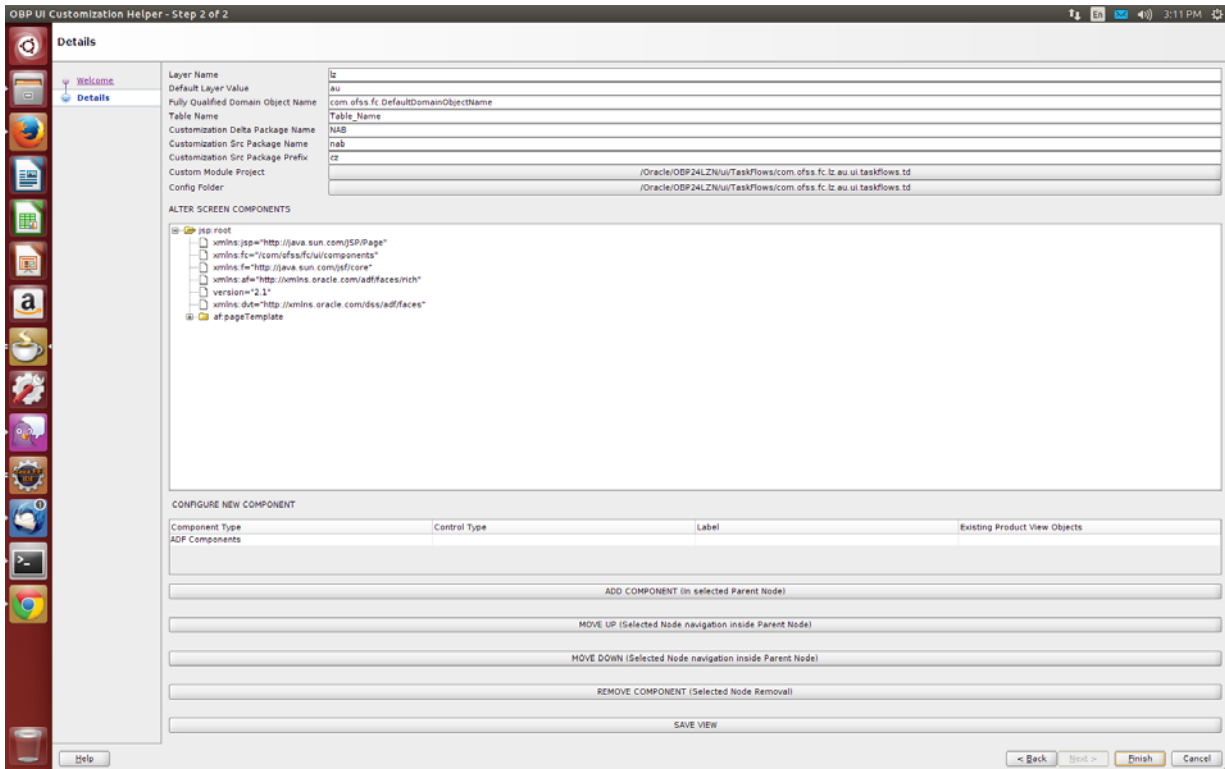 OBP UI Customization Helper - Step 2 of 2
En
3:11 PM
Details
Welcome
Details
Layer Name
lz
Default Layer Value
au
Fully Qualified Domain Object Name
com.ofss.fc.DefaultDomainObjectName
Table Name
Table_Name
Customization Delta Package Name
NAB
Customization Src Package Name
nab
Customization Src Package Prefix
cz
Custom Module Project
/Oracle/OBP24LZN/ui/TaskFlows/com.ofss.fc.lz.au.ui.taskflows.td
Config Folder
/Oracle/OBP24LZN/ui/TaskFlows/com.ofss.fc.lz.au.ui.taskflows.td
ALTER SCREEN COMPONENTS
jsp:root
xmlns:jsp="http://java.sun.com/JSP/Page"
xmlns:fc="/com/ofss/fc/ui/components"
xmlns:f="http://java.sun.com/jsf/core"
xmlns:af="http://xmlns.oracle.com/adf/faces/rich"
version="2.1"
xmlns:dvt="http://xmlns.oracle.com/dss/adf/faces"
af:pageTemplate
CONFIGURE NEW COMPONENT
Component Type Control Type Label Existing Product View Objects
ADF Components
ADD COMPONENT (In selected Parent Node)
MOVE UP (Selected Node navigation inside Parent Node)
MOVE DOWN (Selected Node navigation inside Parent Node)
REMOVE COMPONENT (Selected Node Removal)
SAVE VIEW
Help
< Back
Next >
Finish
Cancel